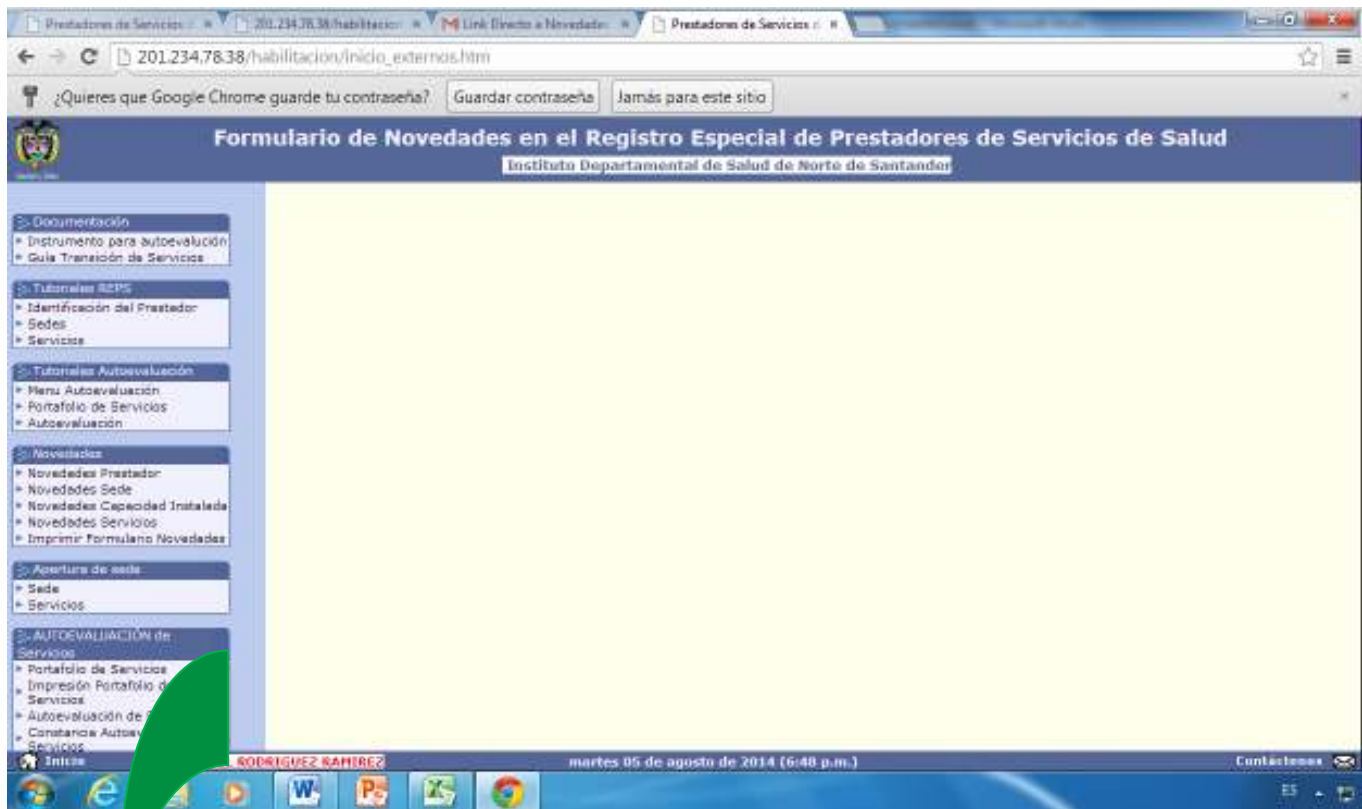 Prestadores de Servicios
201.234.78.38/habilitacion
Link Directo a Novedades
Prestadores de Servicios
201.234.78.38/habilitacion/inicio_externos.htm
¿Quieres que Google Chrome guarde tu contraseña? Guardar contraseña Jamás para este sitio
Formulario de Novedades en el Registro Especial de Prestadores de Servicios de Salud
Instituto Departamental de Salud de Norte de Santander
Documentación
Instrumento para autoevalución
Guía Transición de Servicios
Tutoriales REPS
Identificación del Prestador
Sedes
Servicios
Tutoriales Autoevaluación
Menu Autoevaluación
Portafolio de Servicios
Autoevaluación
Novedades
Novedades Prestador
Novedades Sede
Novedades Capacidad Instalada
Novedades Servicios
Imprimir Formulario Novedades
Apertura de sede
Sede
Servicios
AUTOEVALUACIÓN de
Servicios
Portafolio de Servicios
Impresión Portafolio d
Servicios
Autoevaluación de
Constancia Autoev
Servicios
Inicio RODRIGUEZ RAMIREZ martes 05 de agosto de 2014 (6:48 p.m.) Contáctenos
ES